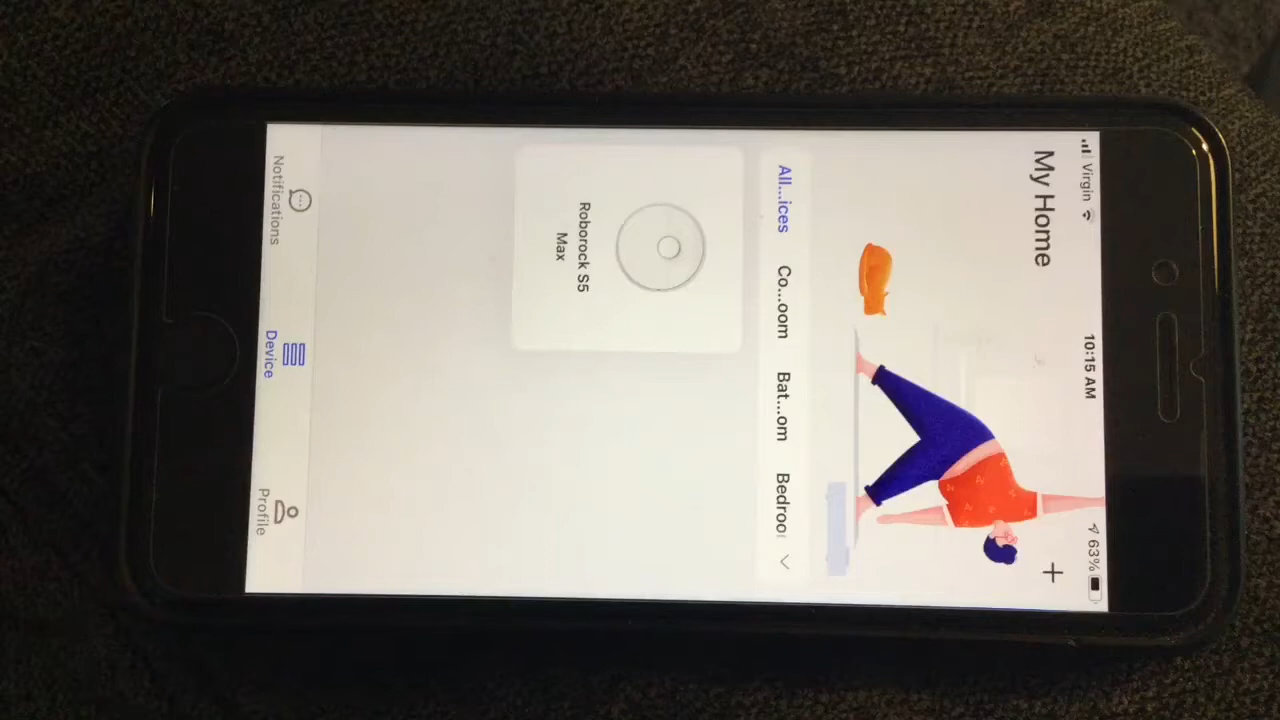 Virgin
10:15 AM
63%
My Home
+
All...ices
Co...oom
Bat...om
Bedroo
Roborock S5
Max
Notifications
Device
Profile